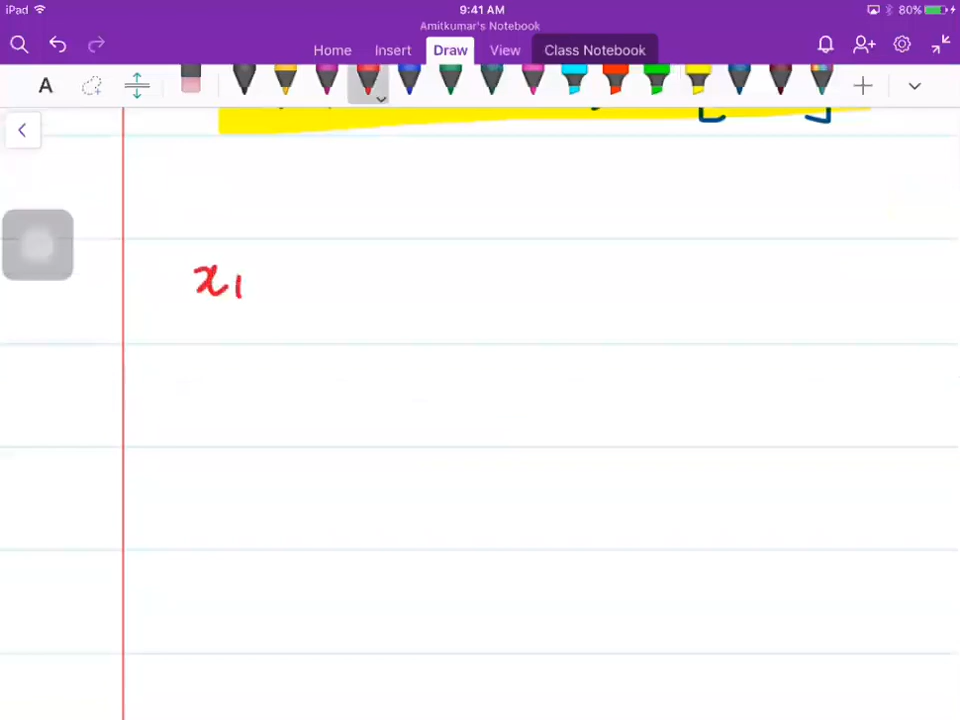 iPad 9:41 AM 80%
Amitkumar's Notebook
Home Insert Draw View Class Notebook
A
x₁